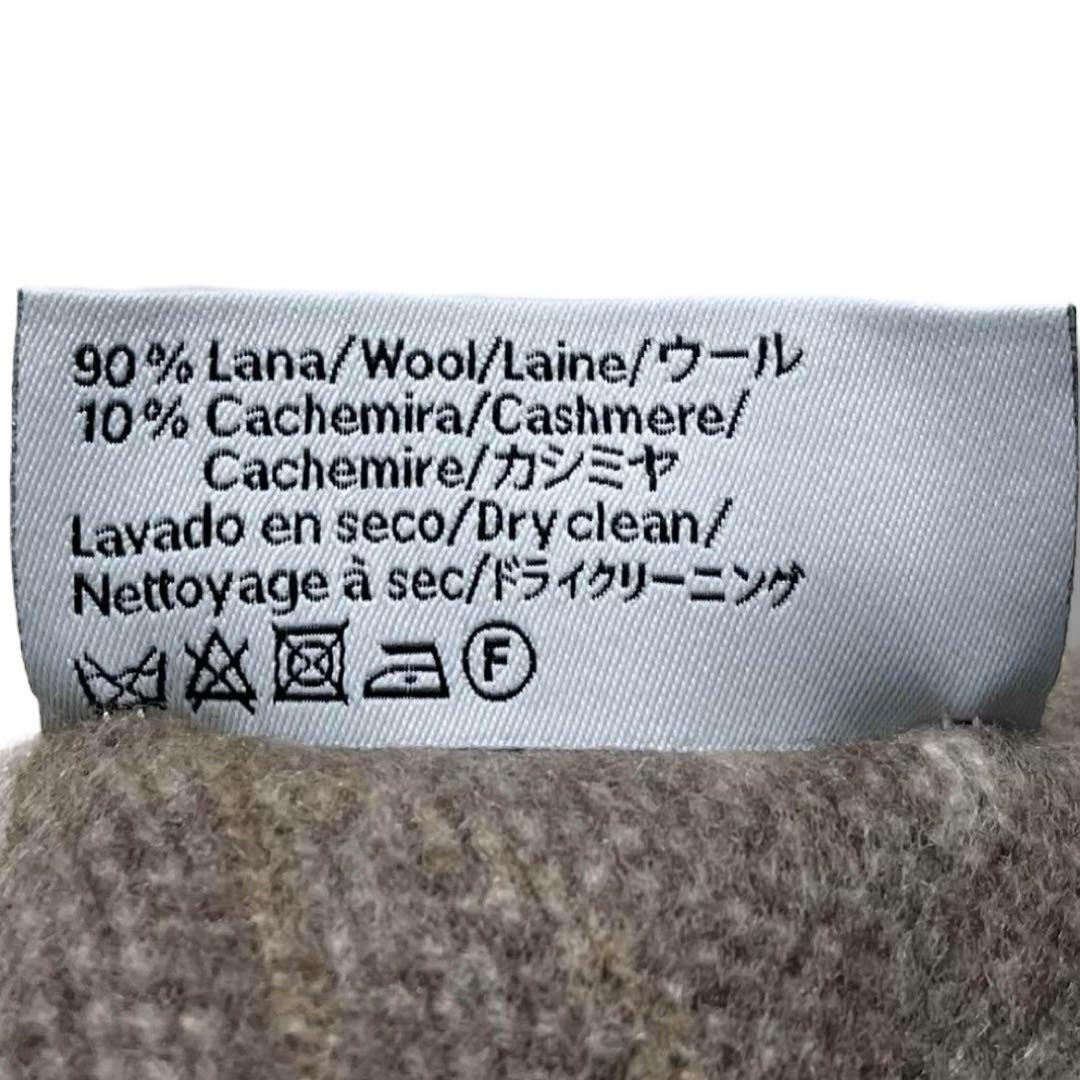 90% Lana/Wool/Laine/ウール
10% Cachemira/Cashmere/
Cachemire/カシミヤ
Lavado en seco/Dry clean/
Nettoyage à sec/ドライクリーニング
F